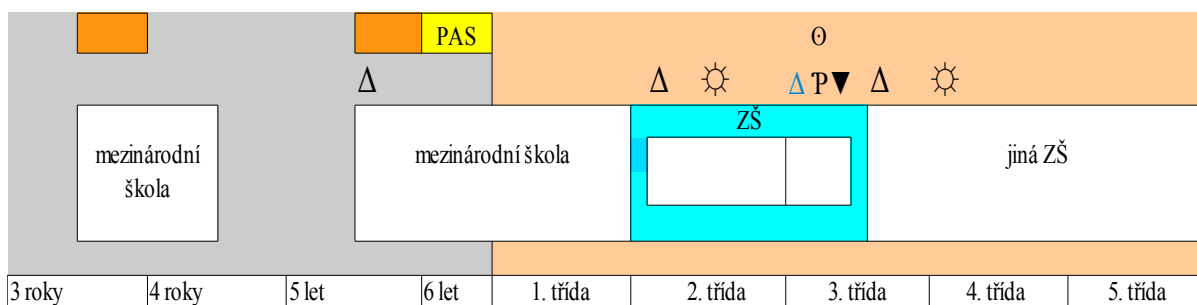 PAS
ʘ
Δ Δ ☼ Δ Ƥ ▼ Δ ☼
ZŠ
mezinárodní
škola
mezinárodní škola
jiná ZŠ
3 roky 4 roky 5 let 6 let 1. třída 2. třída 3. třída 4. třída 5. třída